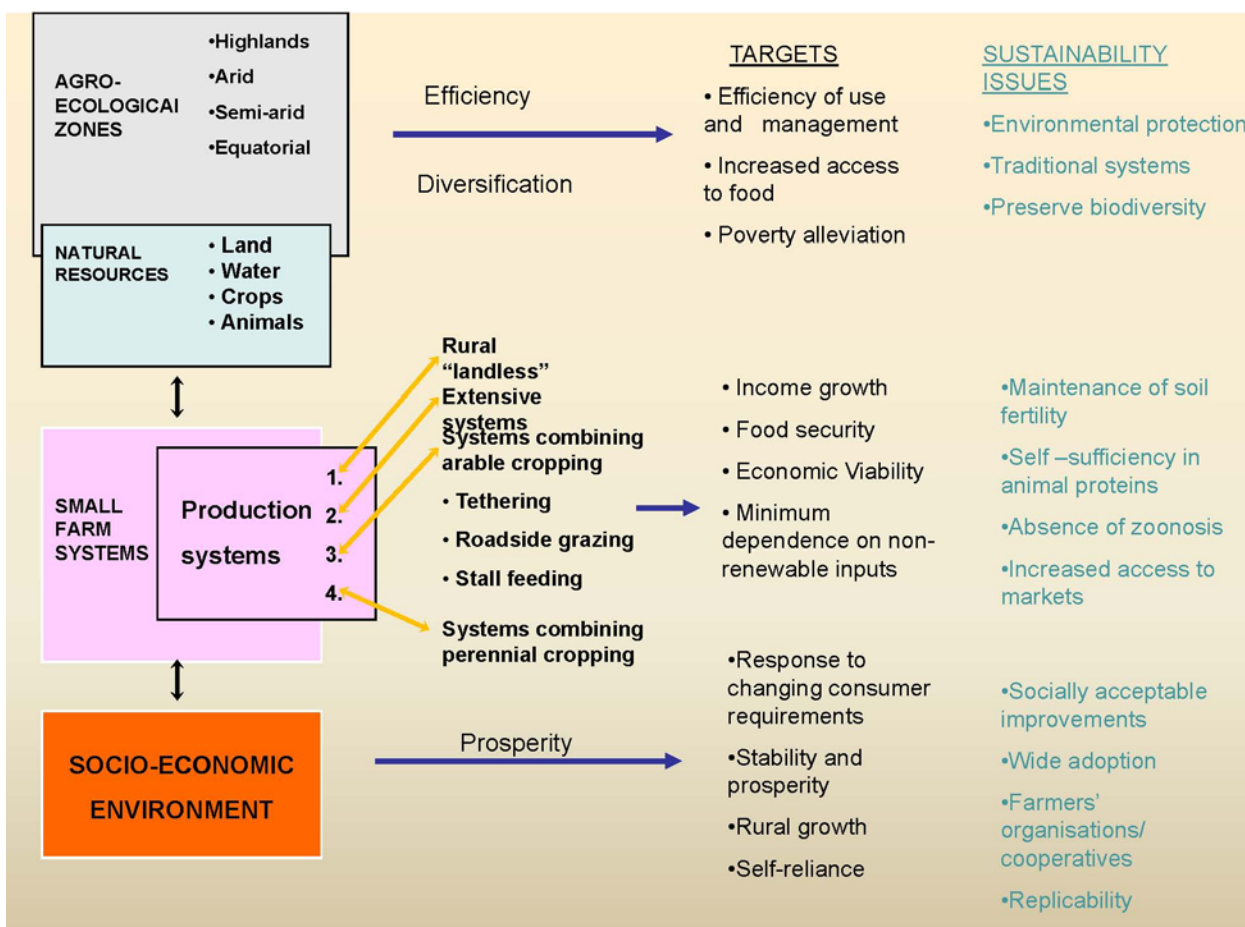 AGRO-
ECOLOGICAl
ZONES
•Highlands
•Arid
•Semi-arid
•Equatorial
NATURAL
RESOURCES
• Land
• Water
• Crops
• Animals
Efficiency
Diversification
TARGETS
• Efficiency of use
and management
• Increased access
to food
• Poverty alleviation
SUSTAINABILITY
ISSUES
•Environmental protection
•Traditional systems
•Preserve biodiversity
SMALL
FARM
SYSTEMS
Production
systems
1.
2.
3.
4.
Rural
“landless”
Extensive
systems
Systems combining
arable cropping
• Tethering
• Roadside grazing
• Stall feeding
Systems combining
perennial cropping
• Income growth
• Food security
• Economic Viability
• Minimum
dependence on non-
renewable inputs
•Maintenance of soil
fertility
•Self –sufficiency in
animal proteins
•Absence of zoonosis
•Increased access to
markets
SOCIO-ECONOMIC
ENVIRONMENT
Prosperity
•Response to
changing consumer
requirements
•Stability and
prosperity
•Rural growth
•Self-reliance
•Socially acceptable
improvements
•Wide adoption
•Farmers’
organisations/
cooperatives
•Replicability